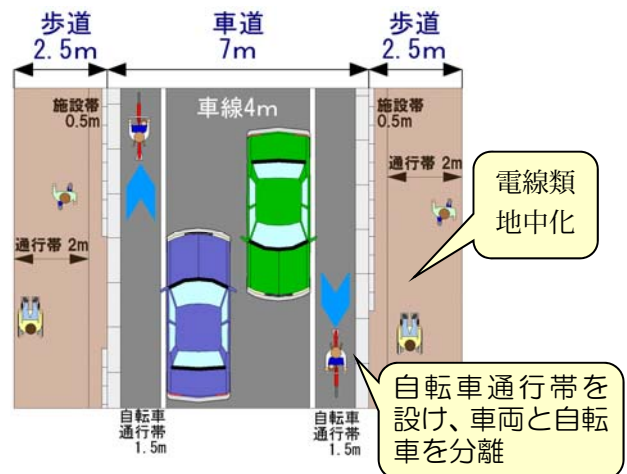 歩道
2.5m
車道
7m
歩道
2.5m
施設帯
0.5m
車線4m
施設帯
0.5m
通行帯 2m
通行帯 2m
電線類
地中化
自転車
通行帯
1.5m
自転車
通行帯
1.5m
自転車通行帯を
設け、車両と自転
車を分離